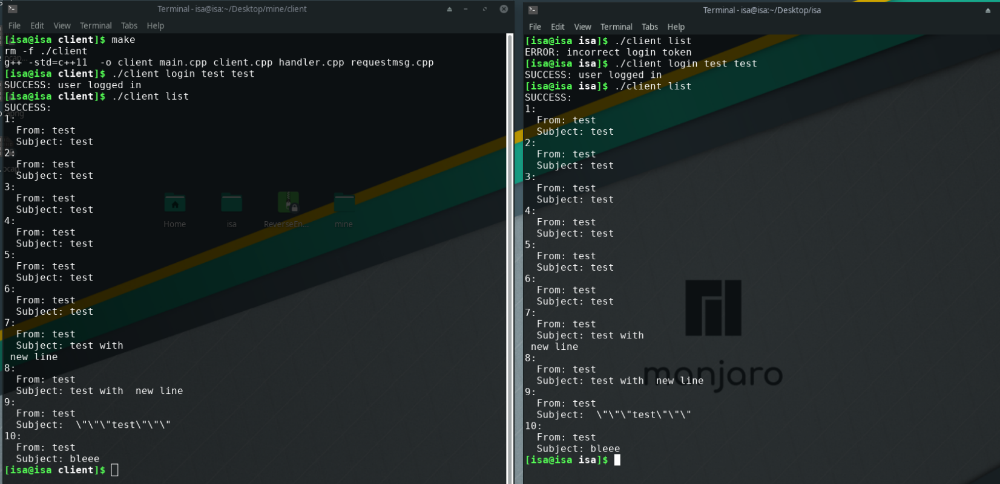 Terminal - isa@isa:~/Desktop/mine/client
File Edit View Terminal Tabs Help
[isa@isa client]$ make
rm -f ./client
g++ -std=c++11  -o client main.cpp client.cpp handler.cpp requestmsg.cpp
[isa@isa client]$ ./client login test test
SUCCESS: user logged in
[isa@isa client]$ ./client list
SUCCESS:
1:
  From: test
  Subject: test
2:
  From: test
  Subject: test
3:
  From: test
  Subject: test
4:
  From: test
  Subject: test
5:
  From: test
  Subject: test
6:
  From: test
  Subject: test
7:
  From: test
  Subject: test with
 new line
8:
  From: test
  Subject: test with  new line
9:
  From: test
  Subject:  \"\"\"test\"\"\"
10:
  From: test
  Subject: bleee
[isa@isa client]$
Home isa ReverseEn... mine
Terminal - isa@isa:~/Desktop/isa
File Edit View Terminal Tabs Help
[isa@isa isa]$ ./client list
ERROR: incorrect login token
[isa@isa isa]$ ./client login test test
SUCCESS: user logged in
[isa@isa isa]$ ./client list
SUCCESS:
1:
  From: test
  Subject: test
2:
  From: test
  Subject: test
3:
  From: test
  Subject: test
4:
  From: test
  Subject: test
5:
  From: test
  Subject: test
6:
  From: test
  Subject: test
7:
  From: test
  Subject: test with
 new line
8:
  From: test
  Subject: test with  new line
9:
  From: test
  Subject:  \"\"\"test\"\"\"
10:
  From: test
  Subject: bleee
[isa@isa isa]$
manjaro